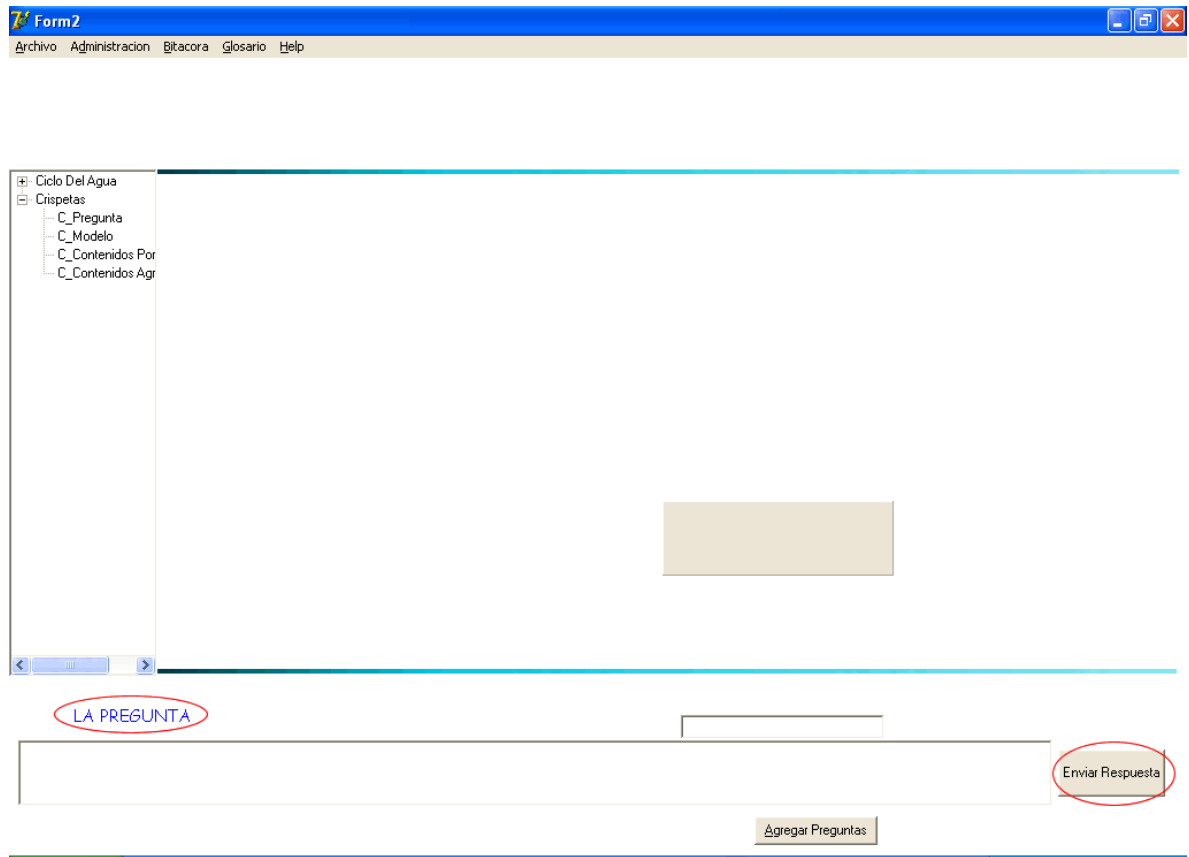 Form2
Archivo Administracion Bitacora Glosario Help
Ciclo Del Agua
Crispetas
C_Pregunta
C_Modelo
C_Contenidos Por
C_Contenidos Agr
LA PREGUNTA
Enviar Respuesta
Agregar Preguntas